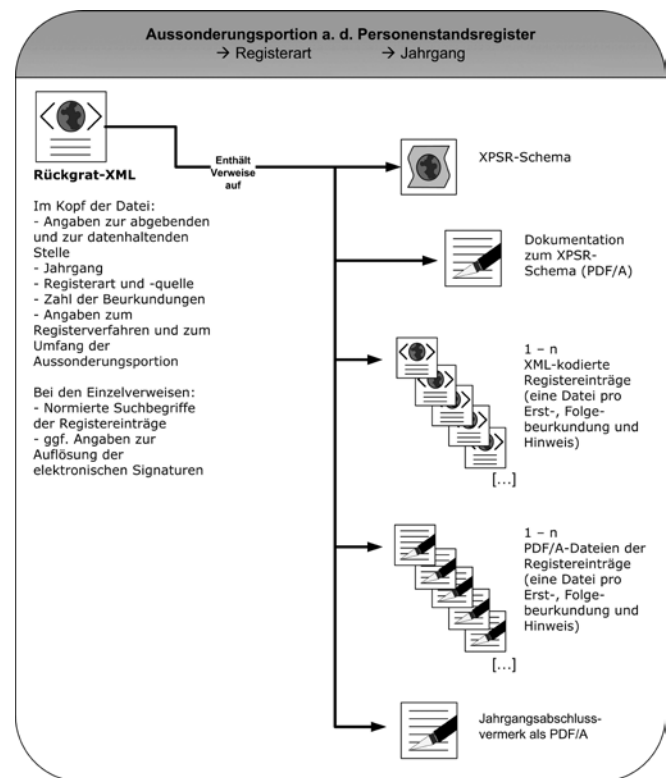 Aussonderungsportion a. d. Personenstandsregister
→ Registerart → Jahrgang
Rückgrat-XML
Im Kopf der Datei:
- Angaben zur abgebenden
und zur datenhaltenden
Stelle
- Jahrgang
- Registerart und -quelle
- Zahl der Beurkundungen
- Angaben zum
Registerverfahren und zum
Umfang der
Aussonderungsportion
Bei den Einzelverweisen:
- Normierte Suchbegriffe
der Registereinträge
- ggf. Angaben zur
Auflösung der
elektronischen Signaturen
Enthält
Verweise
auf
XPSR-Schema
Dokumentation
zum XPSR-
Schema (PDF/A)
1 – n
XML-kodierte
Registereinträge
(eine Datei pro
Erst-, Folge-
beurkundung und
Hinweis)
[...]
1 – n
PDF/A-Dateien der
Registereinträge
(eine Datei pro
Erst-, Folge-
beurkundung und
Hinweis)
[...]
Jahrgangsabschluss-
vermerk als PDF/A